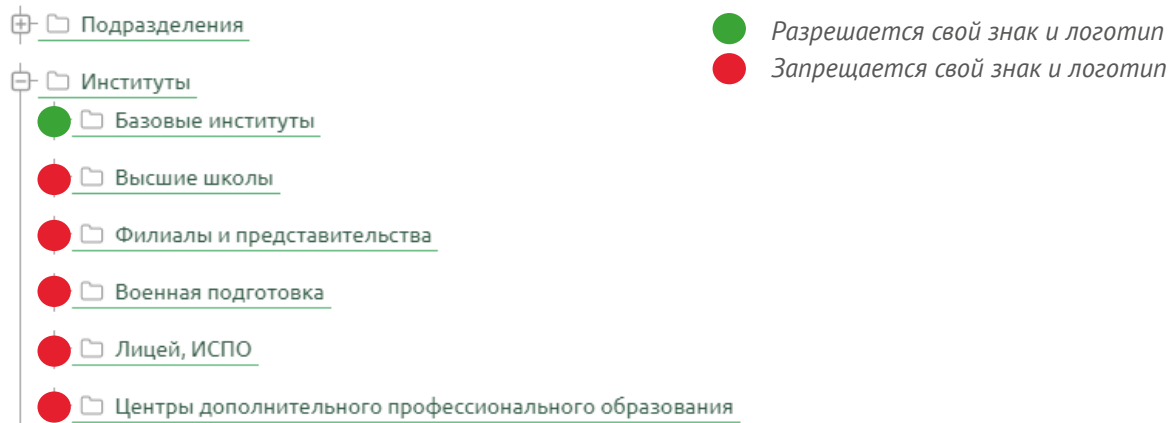 Подразделения
Разрешается свой знак и логотип
Запрещается свой знак и логотип
Институты
Базовые институты
Высшие школы
Филиалы и представительства
Военная подготовка
Лицей, ИСПО
Центры дополнительного профессионального образования